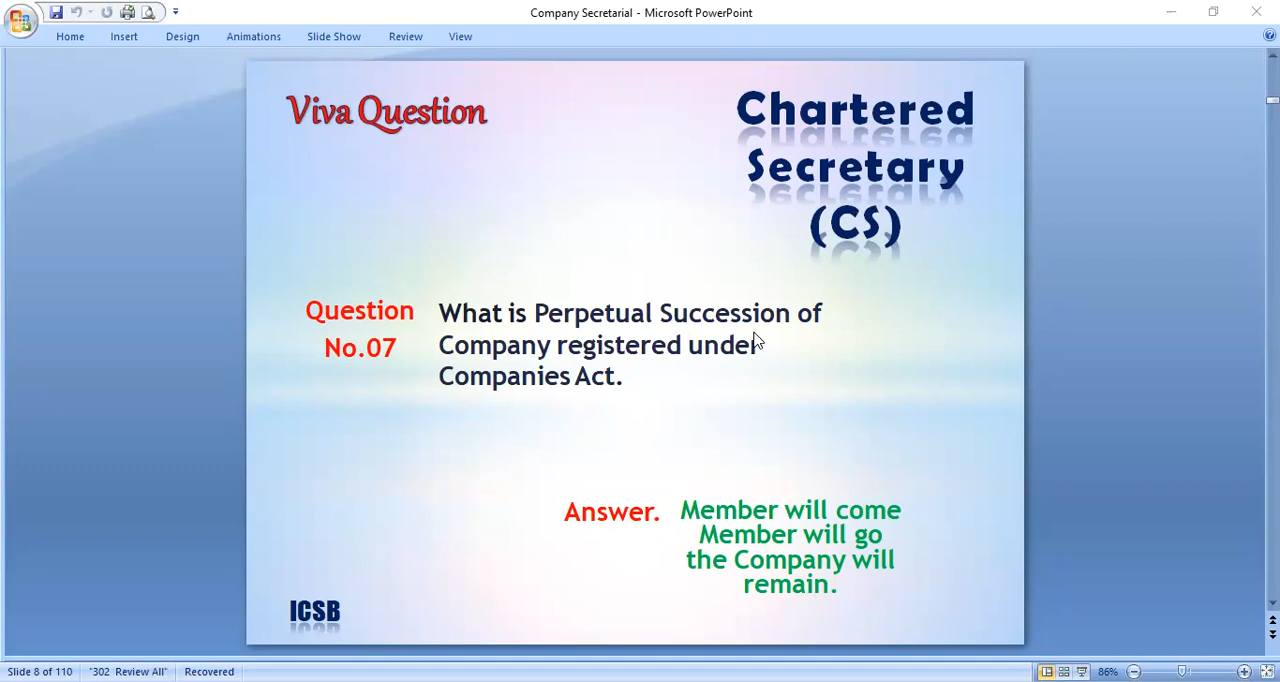 Company Secretarial - Microsoft PowerPoint
Home Insert Design Animations Slide Show Review View
Viva Question
Chartered
Secretary
(CS)
Question
No.07
What is Perpetual Succession of
Company registered under
Companies Act.
Answer.
Member will come
Member will go
the Company will
remain.
ICSB
Slide 8 of 110 "302 Review All" Recovered 86%